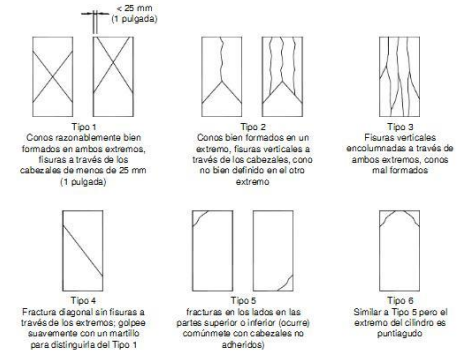 < 25 mm
(1 pulgada)
Tipo 1
Conos razonablemente bien
formados en ambos extremos,
fisuras a través de los
cabezales de menos de 25 mm
(1 pulgada)
Tipo 2
Conos bien formados en un
extremo, fisuras verticales a
través de los cabezales, cono
no bien definido en el otro
extremo
Tipo 3
Fisuras verticales
encolumnadas a través de
ambos extremos, conos
mal formados
Tipo 4
Fractura diagonal sin fisuras a
través de los extremos; golpee
suavemente con un martillo
para distinguirla del Tipo 1
Tipo 5
fracturas en los lados en las
partes superior o inferior (ocurre)
comúnmete con cabezales no
adheridos)
Tipo 6
Similar a Tipo 5 pero el
extremo del cilindro es
puntiagudo